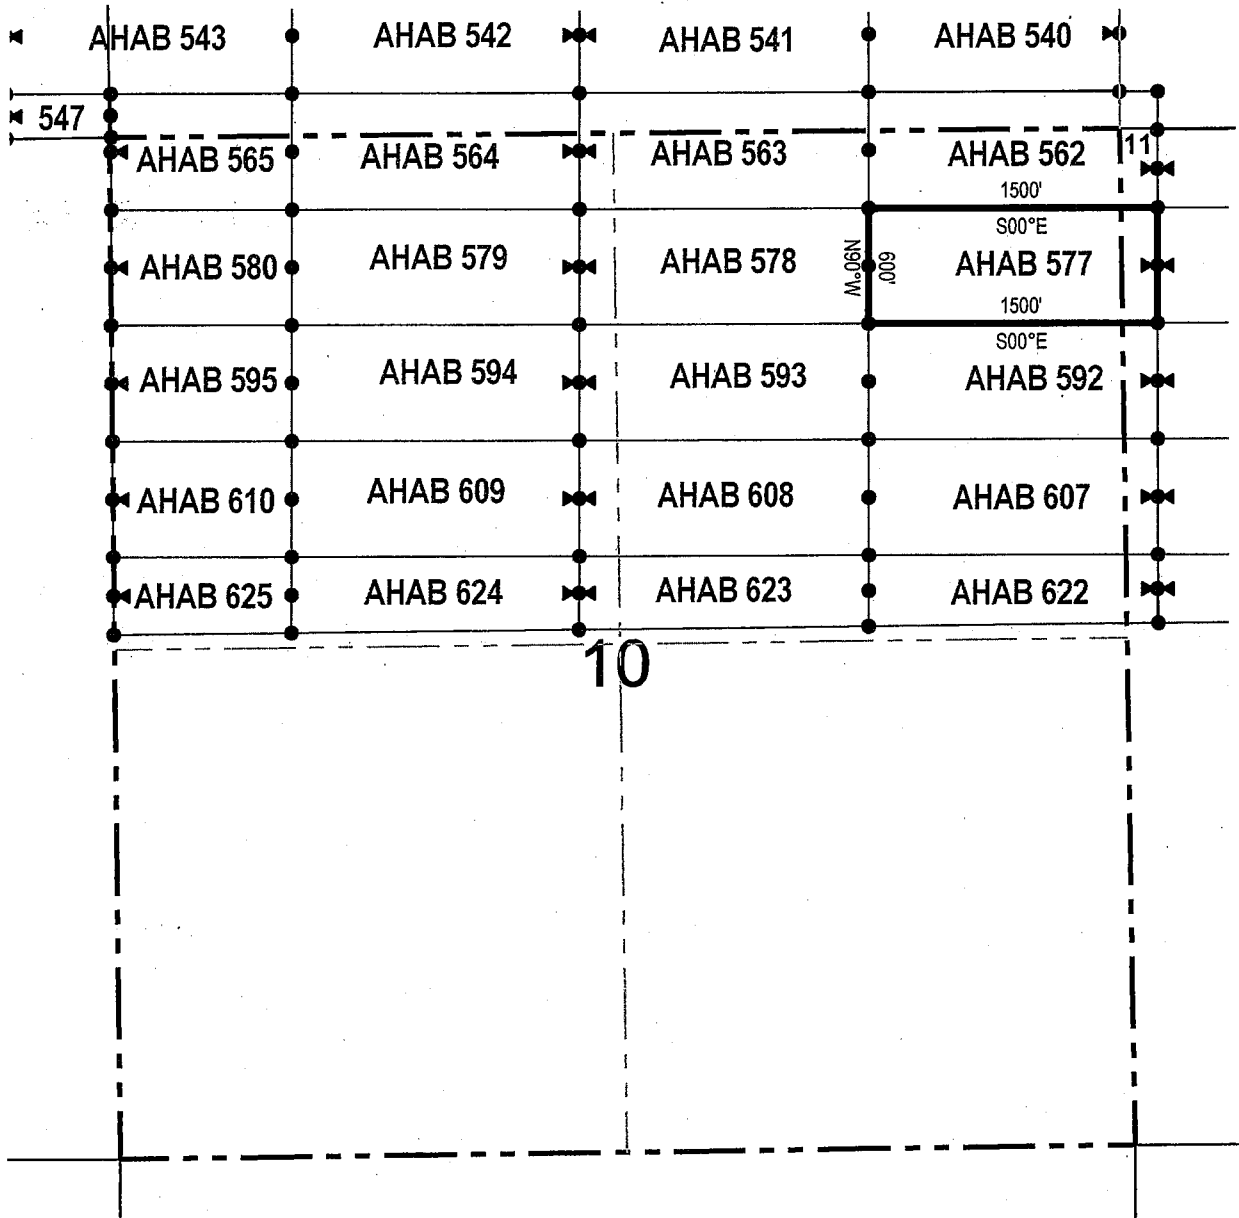 AHAB 543 AHAB 542 AHAB 541 AHAB 540
547
AHAB 565 AHAB 564 AHAB 563 AHAB 562 11
1500'
S00°E
AHAB 580 AHAB 579 AHAB 578 N90°W 600' AHAB 577
1500'
S00°E
AHAB 595 AHAB 594 AHAB 593 AHAB 592
AHAB 610 AHAB 609 AHAB 608 AHAB 607
AHAB 625 AHAB 624 AHAB 623 AHAB 622
10